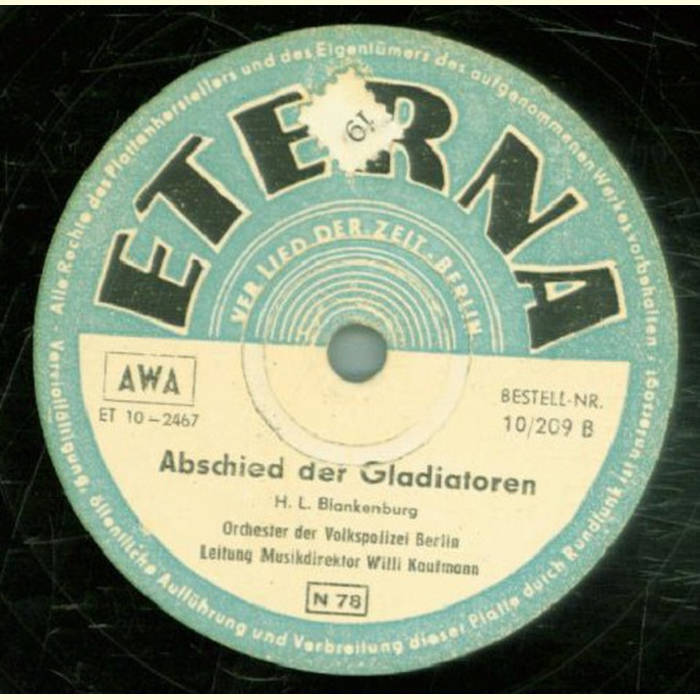 Alle Rechte des Plattenherstellers und des Eigentümers des aufgenommenen Werkes vorbehalten
Vervielfältigung, öffentliche Aufführung und Verbreitung dieser Platte durch Rundfunk ist untersagt!
ETERNA
19
VEB LIED DER ZEIT · BERLIN
AWA
ET 10-2467
BESTELL-NR.
10/209 B
Abschied der Gladiatoren
H. L. Blankenburg
Orchester der Volkspolizei Berlin
Leitung Musikdirektor Willi Kaufmann
N 78